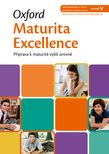 Oxford
Maturita
Excellence
Příprava k maturitě vyšší úrovně